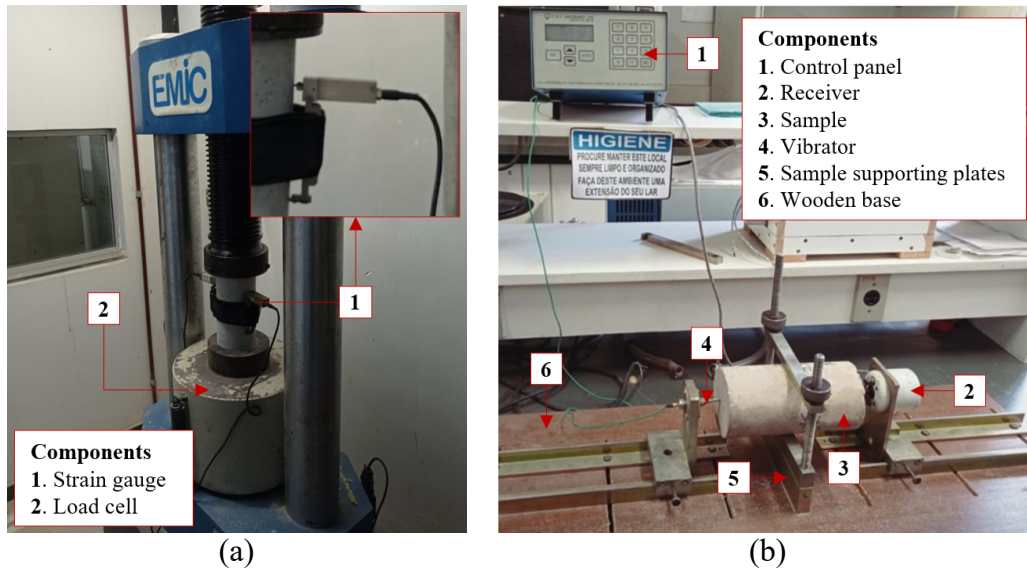 EMIC
1
2
Components
1. Strain gauge
2. Load cell
(a)
1
Components
1. Control panel
2. Receiver
3. Sample
4. Vibrator
5. Sample supporting plates
6. Wooden base
HIGIENE
PROCURE MANTER ESTE LOCAL
SEMPRE LIMPO E ORGANIZADO
FAÇA DESTE AMBIENTE UMA
EXTENSÃO DO SEU LAR
4
6
2
3
5
(b)